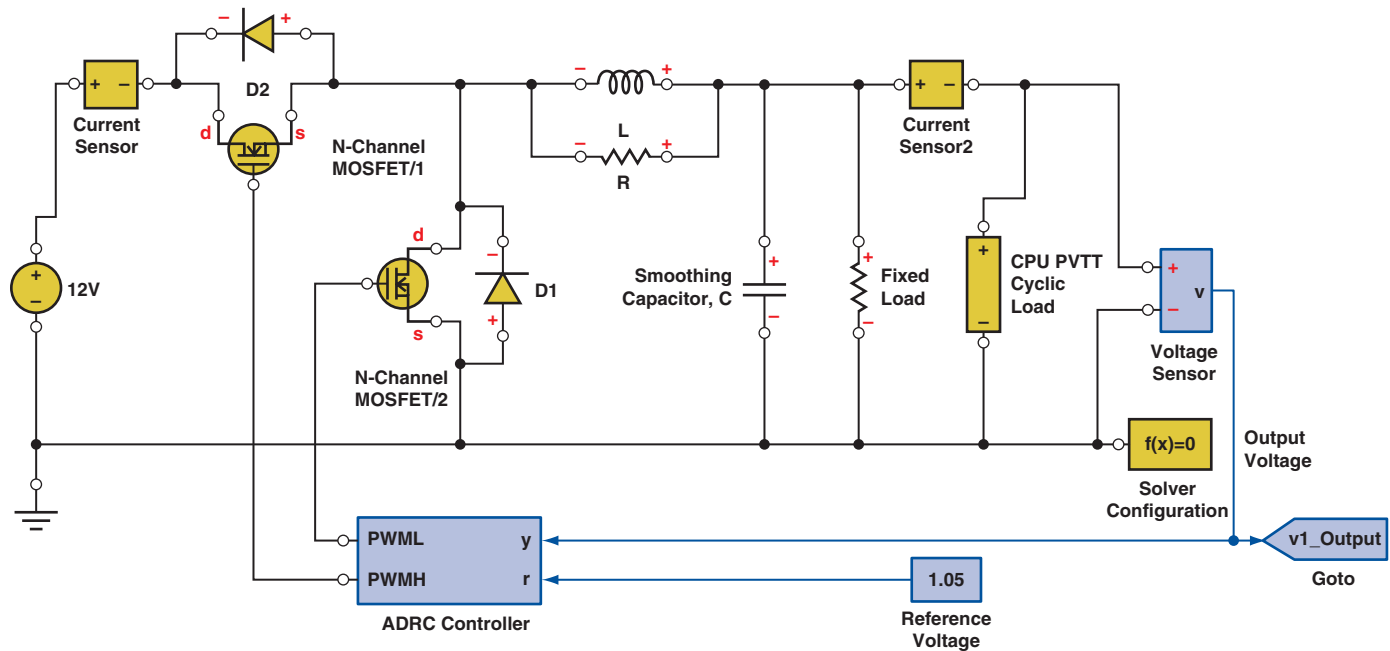 − +
D2
+ −
Current
Sensor
d s
N-Channel
MOSFET/1
− +
L
− +
R
+ −
Current
Sensor2
+
−
12V
d
s
−
+
D1
N-Channel
MOSFET/2
Smoothing
Capacitor, C
+
−
Fixed
Load
+
−
+
−
CPU PVTT
Cyclic
Load
+
−
v
Voltage
Sensor
f(x)=0
Solver
Configuration
Output
Voltage
PWML
y
PWMH
r
ADRC Controller
1.05
Reference
Voltage
v1_Output
Goto